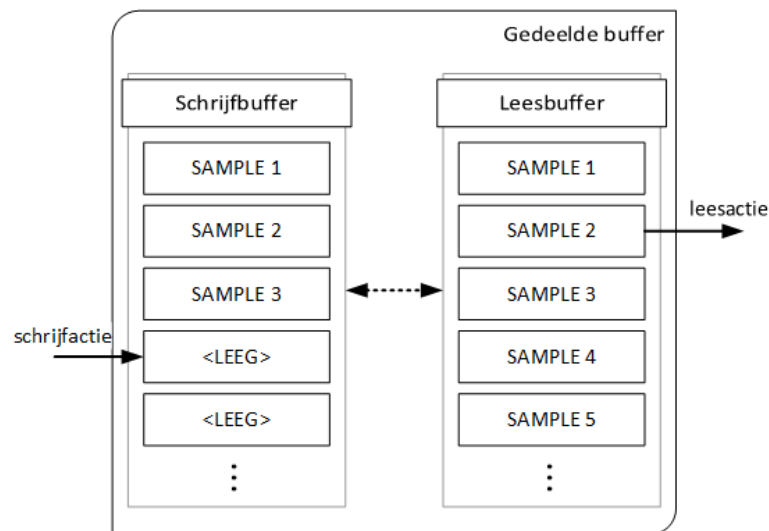 Gedeelde buffer
Schrijfbuffer
SAMPLE 1
SAMPLE 2
SAMPLE 3
<LEEG>
<LEEG>
schrijfactie
Leesbuffer
SAMPLE 1
SAMPLE 2
SAMPLE 3
SAMPLE 4
SAMPLE 5
leesactie